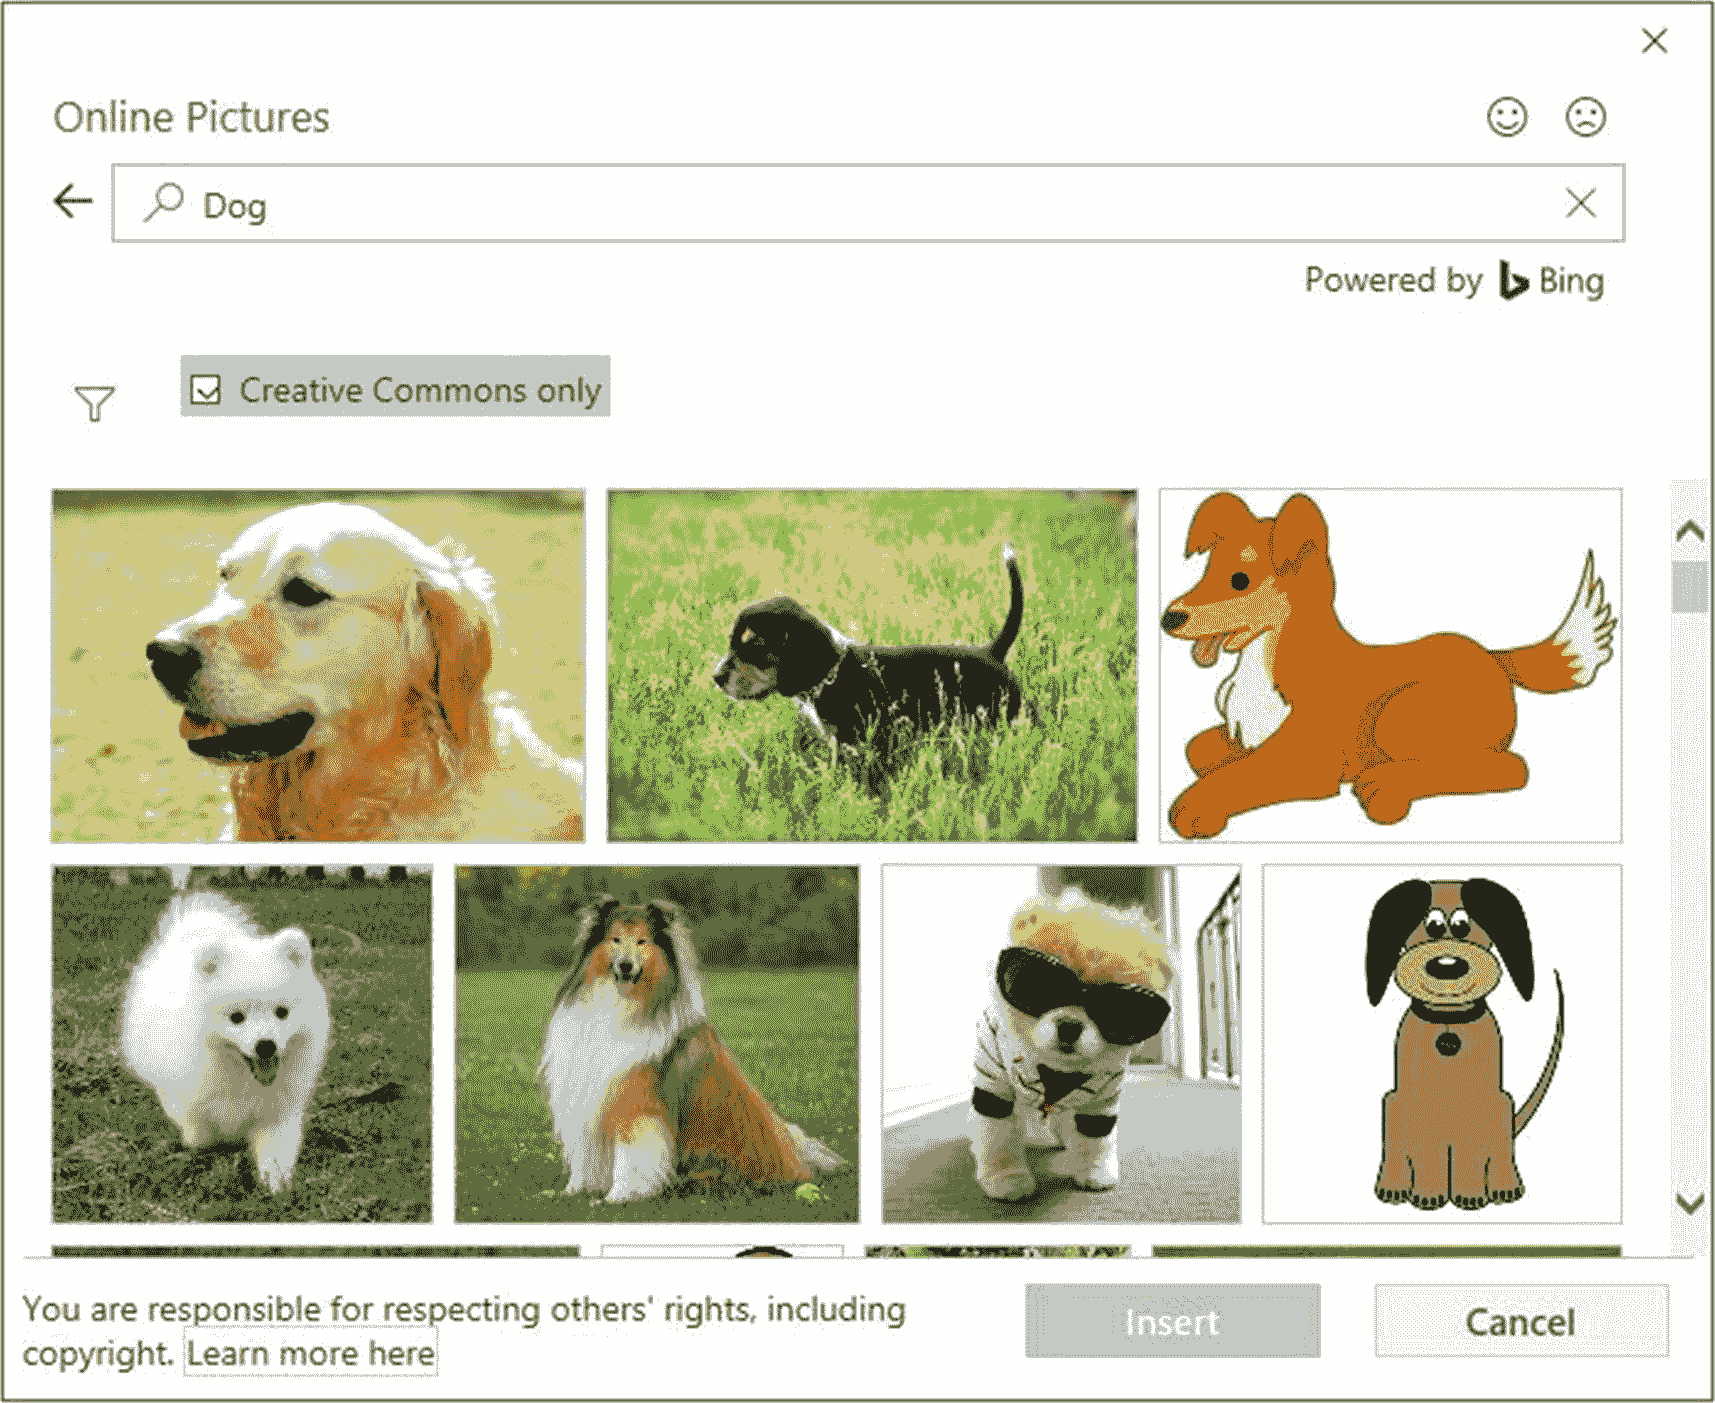 Online Pictures
Dog
Powered by Bing
Creative Commons only
You are responsible for respecting others' rights, including
copyright. Learn more here
Insert
Cancel